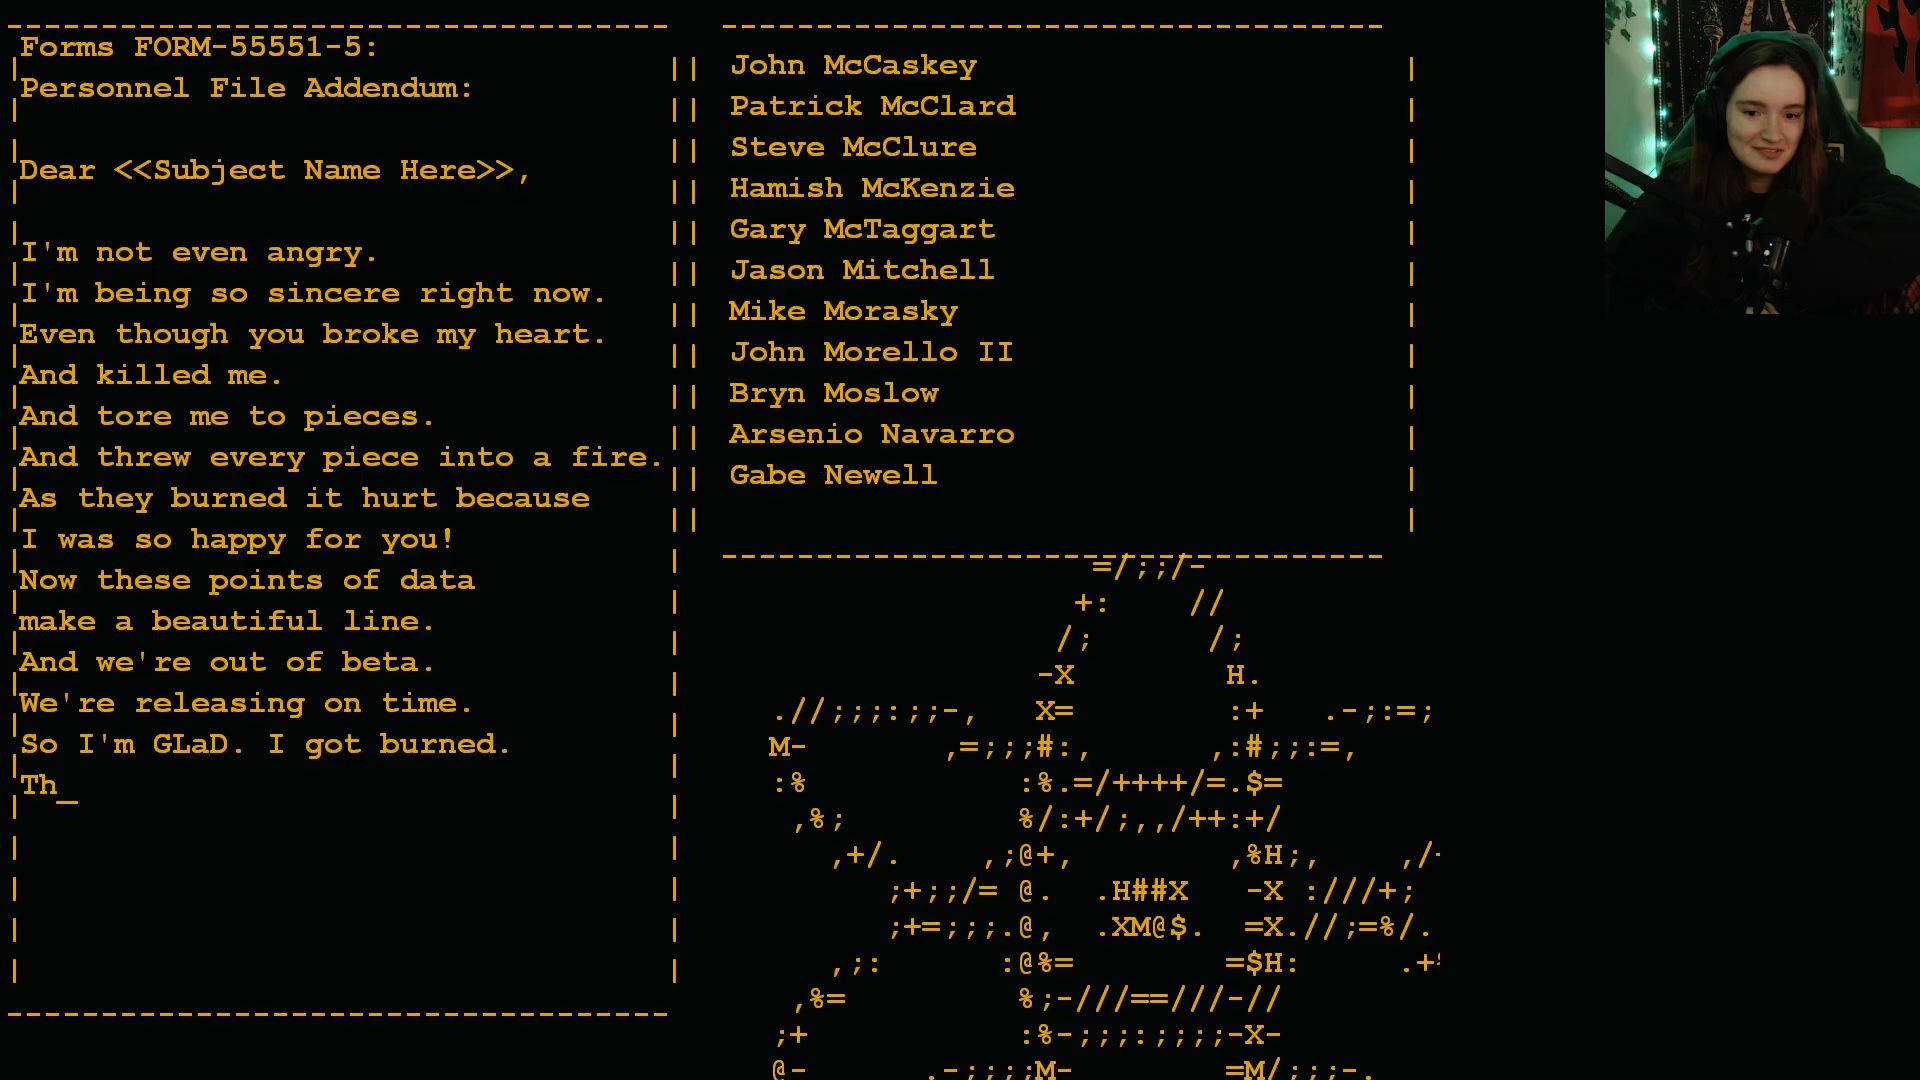 Forms FORM-55551-5:
Personnel File Addendum:
Dear <<Subject Name Here>>,
I'm not even angry.
I'm being so sincere right now.
Even though you broke my heart.
And killed me.
And tore me to pieces.
And threw every piece into a fire.
As they burned it hurt because
I was so happy for you!
Now these points of data
make a beautiful line.
And we're out of beta.
We're releasing on time.
So I'm GLaD. I got burned.
Th_
John McCaskey
Patrick McClard
Steve McClure
Hamish McKenzie
Gary McTaggart
Jason Mitchell
Mike Morasky
John Morello II
Bryn Moslow
Arsenio Navarro
Gabe Newell